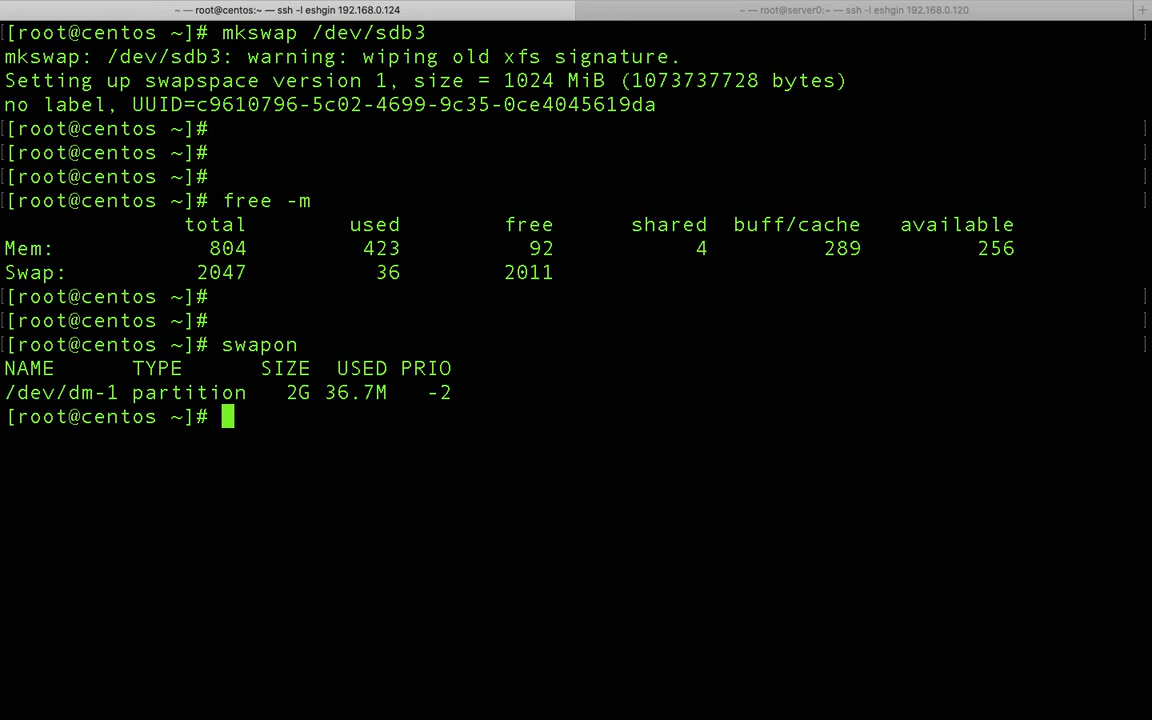 ~ — root@centos:~ — ssh -l eshgin 192.168.0.124
~ — root@server0:~ — ssh -l eshgin 192.168.0.120
+
[root@centos ~]# mkswap /dev/sdb3
mkswap: /dev/sdb3: warning: wiping old xfs signature.
Setting up swapspace version 1, size = 1024 MiB (1073737728 bytes)
no label, UUID=c9610796-5c02-4699-9c35-0ce4045619da
[root@centos ~]#
[root@centos ~]#
[root@centos ~]#
[root@centos ~]# free -m
total used free shared buff/cache available
Mem: 804 423 92 4 289 256
Swap: 2047 36 2011
[root@centos ~]#
[root@centos ~]#
[root@centos ~]# swapon
NAME TYPE SIZE USED PRIO
/dev/dm-1 partition 2G 36.7M -2
[root@centos ~]#